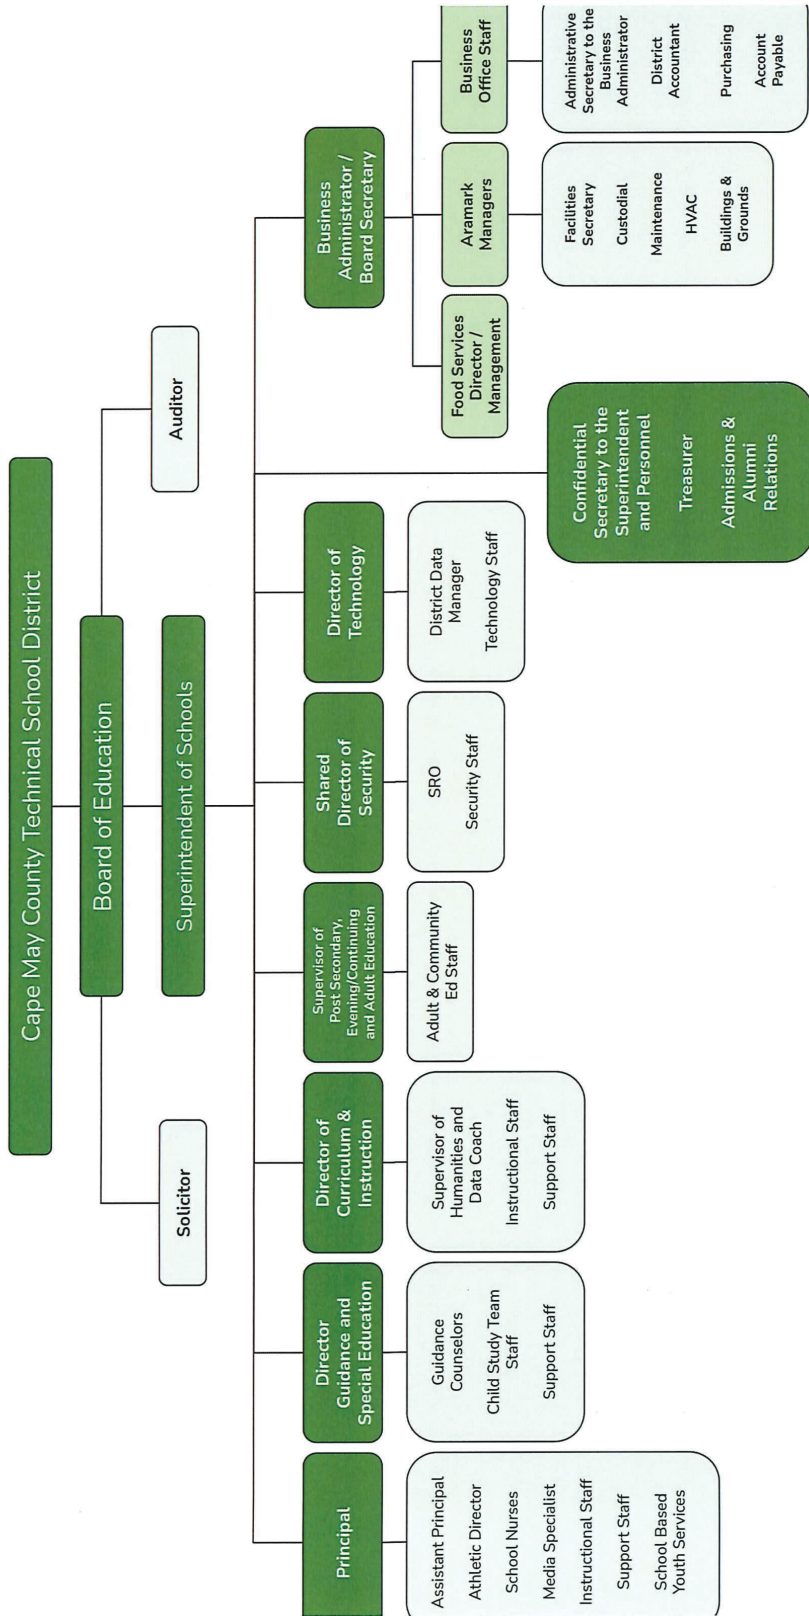 Cape May County Technical School District
Board of Education
Solicitor
Auditor
Superintendent of Schools
Principal
Assistant Principal
Athletic Director
School Nurses
Media Specialist
Instructional Staff
Support Staff
School Based
Youth Services
Director
Guidance and
Special Education
Guidance
Counselors
Child Study Team
Staff
Support Staff
Director of
Curriculum &
Instruction
Supervisor of
Humanities and
Data Coach
Instructional Staff
Support Staff
Supervisor of
Post Secondary,
Evening/Continuing
and Adult Education
Adult & Community
Ed Staff
Shared
Director of
Security
SRO
Security Staff
Director of
Technology
District Data
Manager
Technology Staff
Confidential
Secretary to the
Superintendent
and Personnel
Treasurer
Admissions &
Alumni
Relations
Business
Administrator /
Board Secretary
Food Services
Director /
Management
Aramark
Managers
Facilities
Secretary
Custodial
Maintenance
HVAC
Buildings &
Grounds
Business
Office Staff
Administrative
Secretary to the
Business
Administrator
District
Accountant
Purchasing
Account
Payable